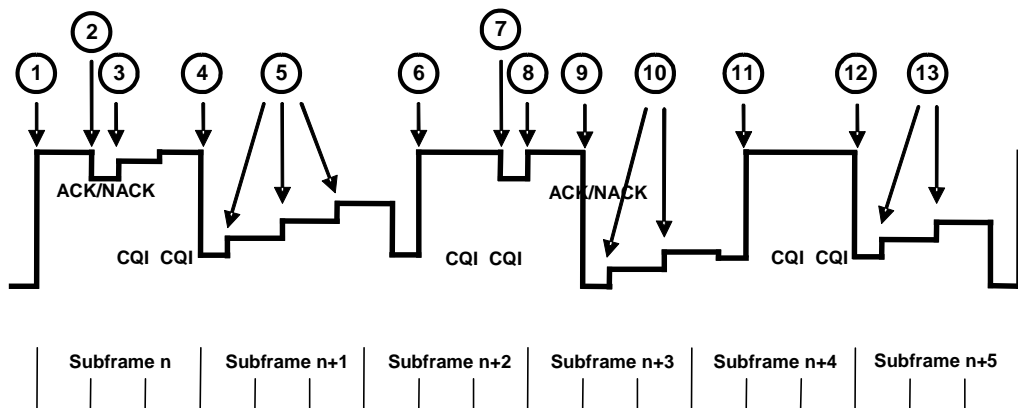 2 7
1 3 4 5 6 8 9 10 11 12 13
ACK/NACK ACK/NACK
CQI CQI CQI CQI CQI CQI
Subframe n Subframe n+1 Subframe n+2 Subframe n+3 Subframe n+4 Subframe n+5